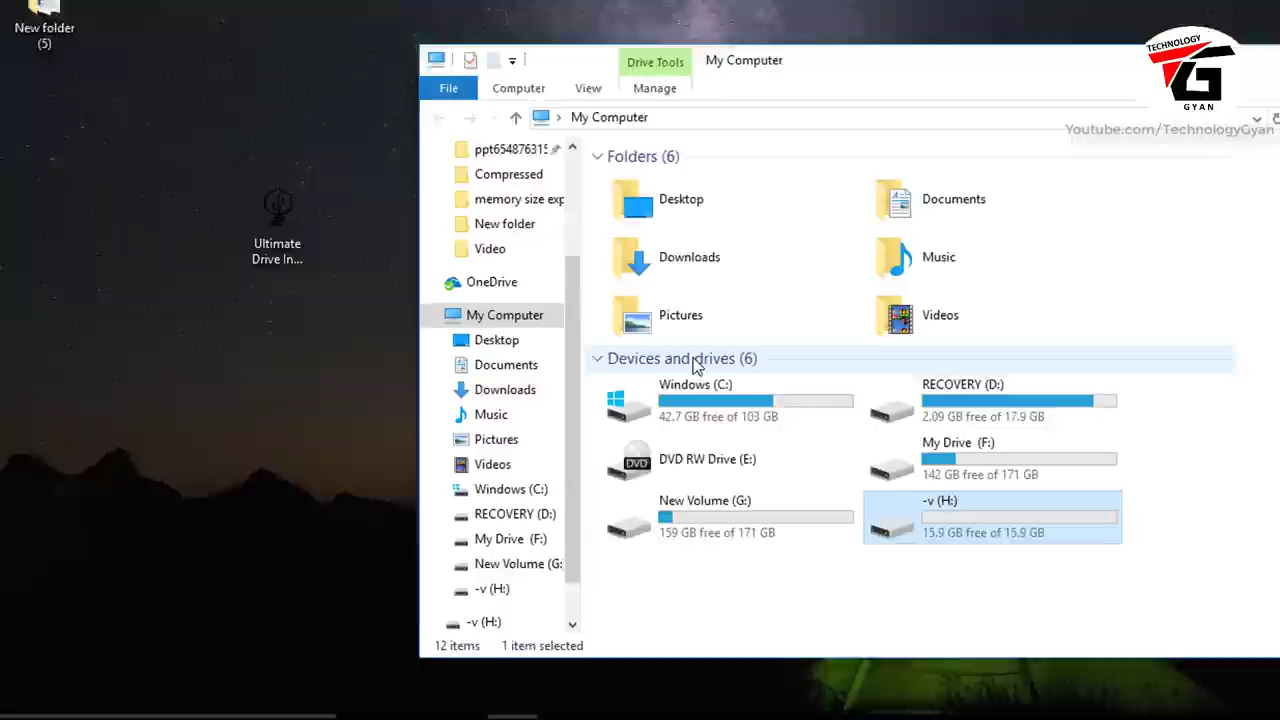 New folder
(5)
Ultimate
Drive In...
Drive Tools
My Computer
File
Computer
View
Manage
My Computer
TECHNOLOGY
TG
GYAN
Youtube.com/TechnologyGyan
ppt654876315
Compressed
memory size exp
New folder
Video
OneDrive
My Computer
Desktop
Documents
Downloads
Music
Pictures
Videos
Windows (C:)
RECOVERY (D:)
My Drive (F:)
New Volume (G:
-v (H:)
-v (H:)
Folders (6)
Desktop
Documents
Downloads
Music
Pictures
Videos
Devices and drives (6)
Windows (C:)
42.7 GB free of 103 GB
RECOVERY (D:)
2.09 GB free of 17.9 GB
DVD
DVD RW Drive (E:)
My Drive (F:)
142 GB free of 171 GB
New Volume (G:)
159 GB free of 171 GB
-v (H:)
15.9 GB free of 15.9 GB
12 items
1 item selected